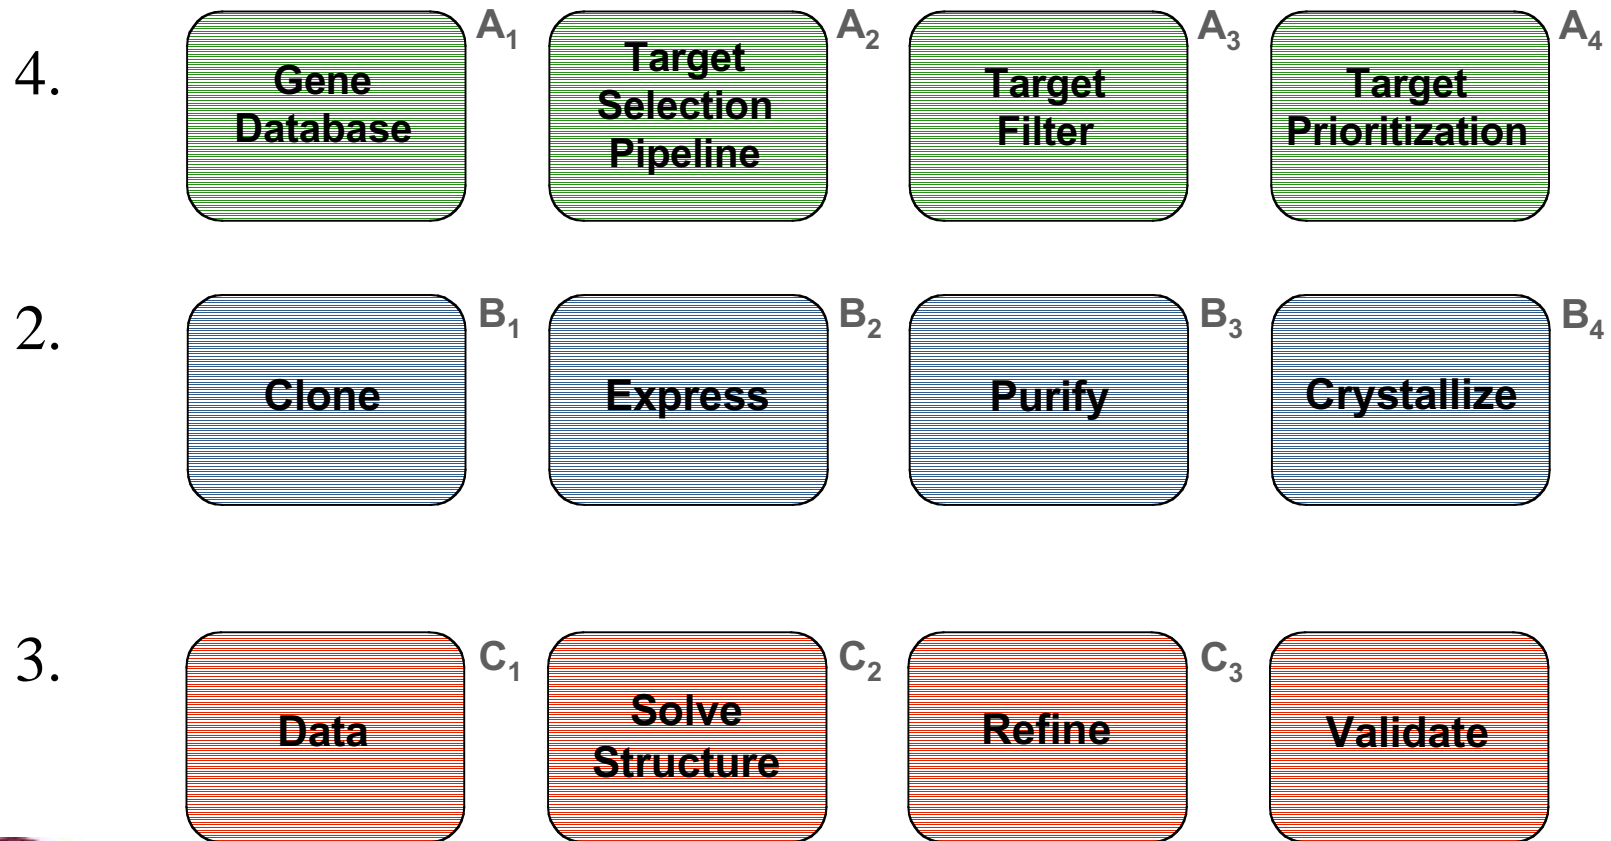 4.
Gene
Database
A₁
Target
Selection
Pipeline
A₂
Target
Filter
A₃
Target
Prioritization
A₄
2.
Clone
B₁
Express
B₂
Purify
B₃
Crystallize
B₄
3.
Data
C₁
Solve
Structure
C₂
Refine
C₃
Validate